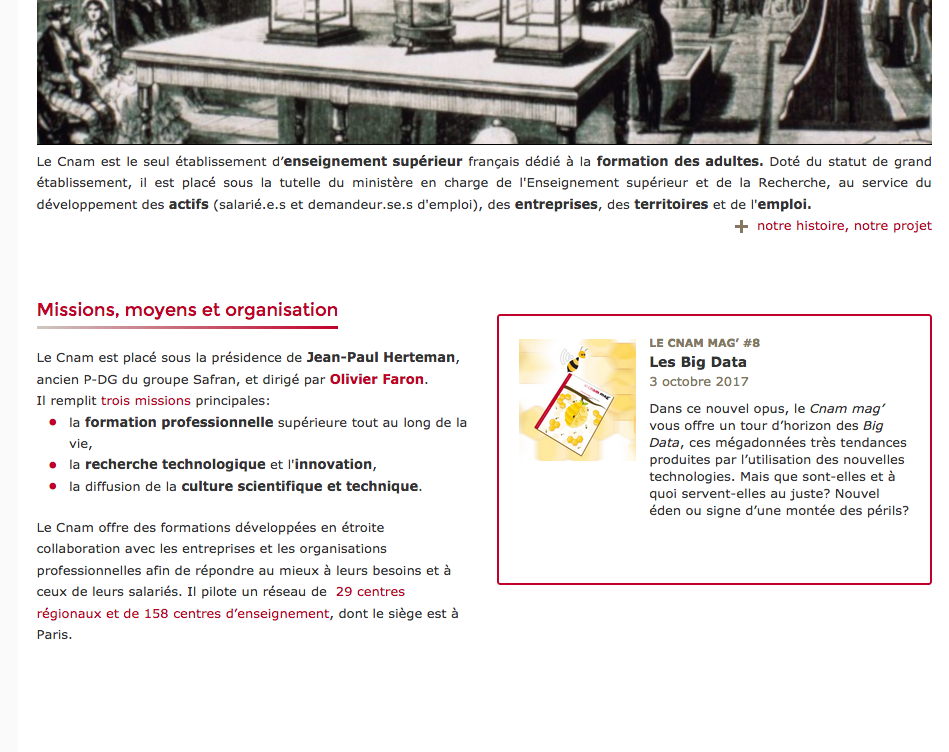 Le Cnam est le seul établissement d’enseignement supérieur français dédié à la formation des adultes. Doté du statut de grand
établissement, il est placé sous la tutelle du ministère en charge de l'Enseignement supérieur et de la Recherche, au service du
développement des actifs (salarié.e.s et demandeur.se.s d'emploi), des entreprises, des territoires et de l'emploi.
notre histoire, notre projet
Missions, moyens et organisation
Le Cnam est placé sous la présidence de Jean-Paul Herteman,
ancien P-DG du groupe Safran, et dirigé par Olivier Faron.
Il remplit trois missions principales:
la formation professionnelle supérieure tout au long de la
vie,
la recherche technologique et l'innovation,
la diffusion de la culture scientifique et technique.
Le Cnam offre des formations développées en étroite
collaboration avec les entreprises et les organisations
professionnelles afin de répondre au mieux à leurs besoins et à
ceux de leurs salariés. Il pilote un réseau de 29 centres
régionaux et de 158 centres d’enseignement, dont le siège est à
Paris.
LE CNAM MAG’ #8
Les Big Data
3 octobre 2017
Dans ce nouvel opus, le Cnam mag’
vous offre un tour d’horizon des Big
Data, ces mégadonnées très tendances
produites par l’utilisation des nouvelles
technologies. Mais que sont-elles et à
quoi servent-elles au juste? Nouvel
éden ou signe d’une montée des périls?